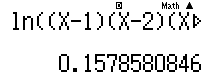 Math ▲
ln((X-1)(X-2)(X▶
0.1578580846